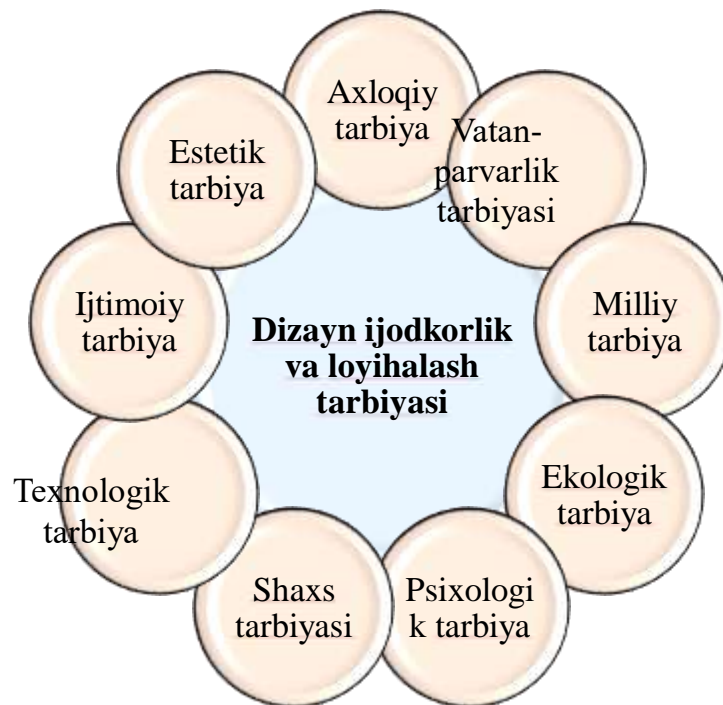 Axloqiy
tarbiya
Vatan-
parvarlik
tarbiyasi
Milliy
tarbiya
Ekologik
tarbiya
Psixologi
k tarbiya
Shaxs
tarbiyasi
Texnologik
tarbiya
Ijtimoiy
tarbiya
Estetik
tarbiya
Dizayn ijodkorlik
va loyihalash
tarbiyasi